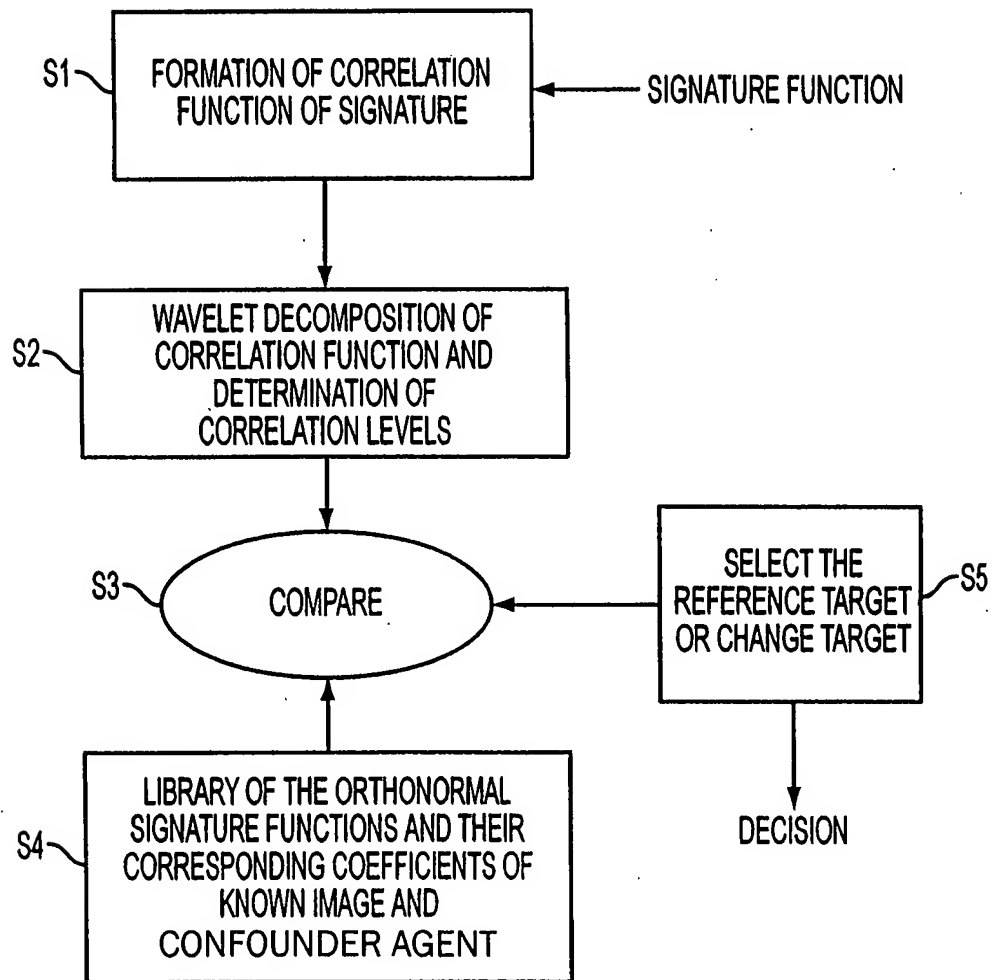 S1
FORMATION OF CORRELATION
FUNCTION OF SIGNATURE
SIGNATURE FUNCTION
S2
WAVELET DECOMPOSITION OF
CORRELATION FUNCTION AND
DETERMINATION OF
CORRELATION LEVELS
S3
COMPARE
SELECT THE
REFERENCE TARGET
OR CHANGE TARGET
S5
DECISION
S4
LIBRARY OF THE ORTHONORMAL
SIGNATURE FUNCTIONS AND THEIR
CORRESPONDING COEFFICIENTS OF
KNOWN IMAGE AND
CONFOUNDER AGENT